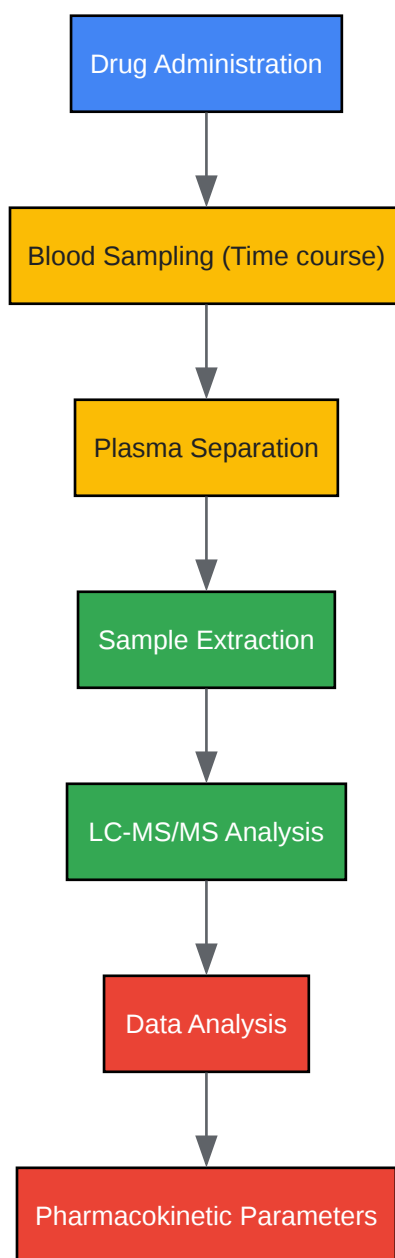 Drug Administration
Blood Sampling (Time course)
Plasma Separation
Sample Extraction
LC-MS/MS Analysis
Data Analysis
Pharmacokinetic Parameters